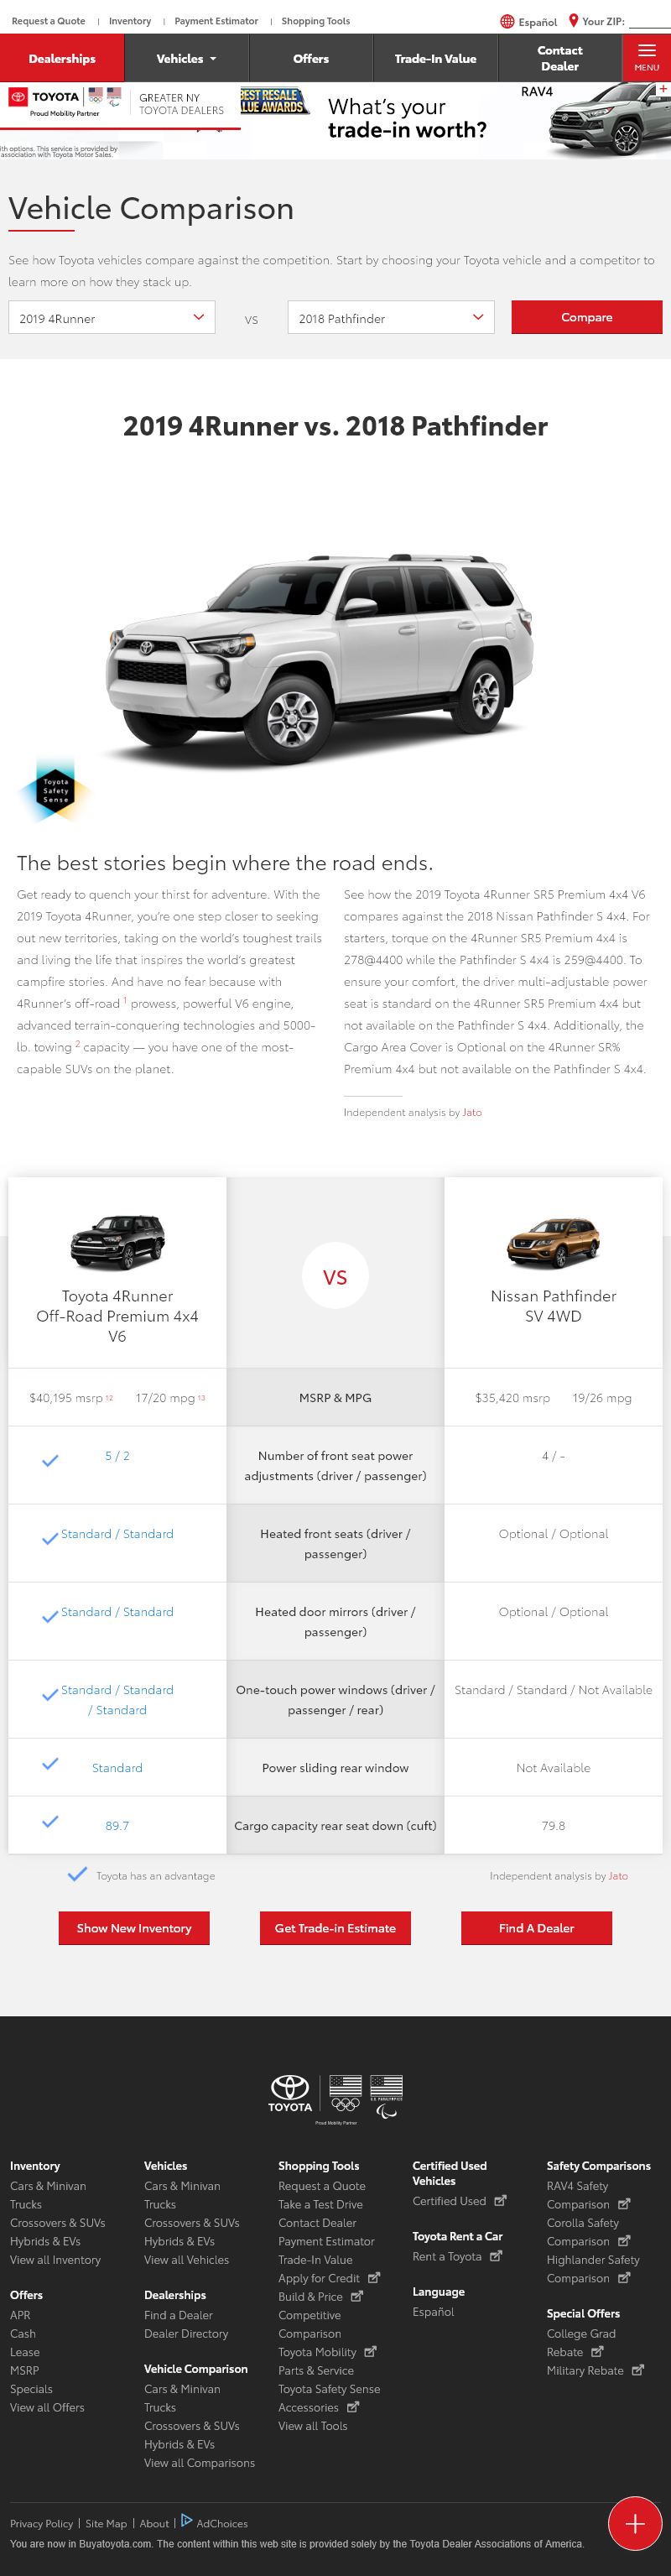 Request a Quote | Inventory | Payment Estimator | Shopping Tools
Español
Your ZIP:
Dealerships
Vehicles
Offers
Trade-In Value
Contact
Dealer
MENU
TOYOTA
Proud Mobility Partner
GREATER NY
TOYOTA DEALERS
BEST RESALE
VALUE AWARDS
What's your
trade-in worth?
RAV4
+
ith options. This service is provided by
association with Toyota Motor Sales.
Vehicle Comparison
See how Toyota vehicles compare against the competition. Start by choosing your Toyota vehicle and a competitor to
learn more on how they stack up.
2019 4Runner
VS
2018 Pathfinder
Compare
2019 4Runner vs. 2018 Pathfinder
Toyota
Safety
Sense
The best stories begin where the road ends.
Get ready to quench your thirst for adventure. With the
2019 Toyota 4Runner, you're one step closer to seeking
out new territories, taking on the world's toughest trails
and living the life that inspires the world's greatest
campfire stories. And have no fear because with
4Runner's off-road 1 prowess, powerful V6 engine,
advanced terrain-conquering technologies and 5000-
lb. towing 2 capacity — you have one of the most-
capable SUVs on the planet.
See how the 2019 Toyota 4Runner SR5 Premium 4x4 V6
compares against the 2018 Nissan Pathfinder S 4x4. For
starters, torque on the 4Runner SR5 Premium 4x4 is
278@4400 while the Pathfinder S 4x4 is 259@4400. To
ensure your comfort, the driver multi-adjustable power
seat is standard on the 4Runner SR5 Premium 4x4 but
not available on the Pathfinder S 4x4. Additionally, the
Cargo Area Cover is Optional on the 4Runner SR%
Premium 4x4 but not available on the Pathfinder S 4x4.
Independent analysis by Jato
Toyota 4Runner
Off-Road Premium 4x4
V6
VS
Nissan Pathfinder
SV 4WD
$40,195 msrp 12 17/20 mpg 13
MSRP & MPG
$35,420 msrp 19/26 mpg
5 / 2
Number of front seat power
adjustments (driver / passenger)
4 / -
Standard / Standard
Heated front seats (driver /
passenger)
Optional / Optional
Standard / Standard
Heated door mirrors (driver /
passenger)
Optional / Optional
Standard / Standard
/ Standard
One-touch power windows (driver /
passenger / rear)
Standard / Standard / Not Available
Standard
Power sliding rear window
Not Available
89.7
Cargo capacity rear seat down (cuft)
79.8
Toyota has an advantage
Independent analysis by Jato
Show New Inventory
Get Trade-in Estimate
Find A Dealer
TOYOTA
U.S. PARALYMPICS
Proud Mobility Partner
Inventory
Cars & Minivan
Trucks
Crossovers & SUVs
Hybrids & EVs
View all Inventory
Offers
APR
Cash
Lease
MSRP
Specials
View all Offers
Vehicles
Cars & Minivan
Trucks
Crossovers & SUVs
Hybrids & EVs
View all Vehicles
Dealerships
Find a Dealer
Dealer Directory
Vehicle Comparison
Cars & Minivan
Trucks
Crossovers & SUVs
Hybrids & EVs
View all Comparisons
Shopping Tools
Request a Quote
Take a Test Drive
Contact Dealer
Payment Estimator
Trade-In Value
Apply for Credit
Build & Price
Competitive
Comparison
Toyota Mobility
Parts & Service
Toyota Safety Sense
Accessories
View all Tools
Certified Used
Vehicles
Certified Used
Toyota Rent a Car
Rent a Toyota
Language
Español
Safety Comparisons
RAV4 Safety
Comparison
Corolla Safety
Comparison
Highlander Safety
Comparison
Special Offers
College Grad
Rebate
Military Rebate
Privacy Policy | Site Map | About | AdChoices
You are now in Buyatoyota.com. The content within this web site is provided solely by the Toyota Dealer Associations of America.